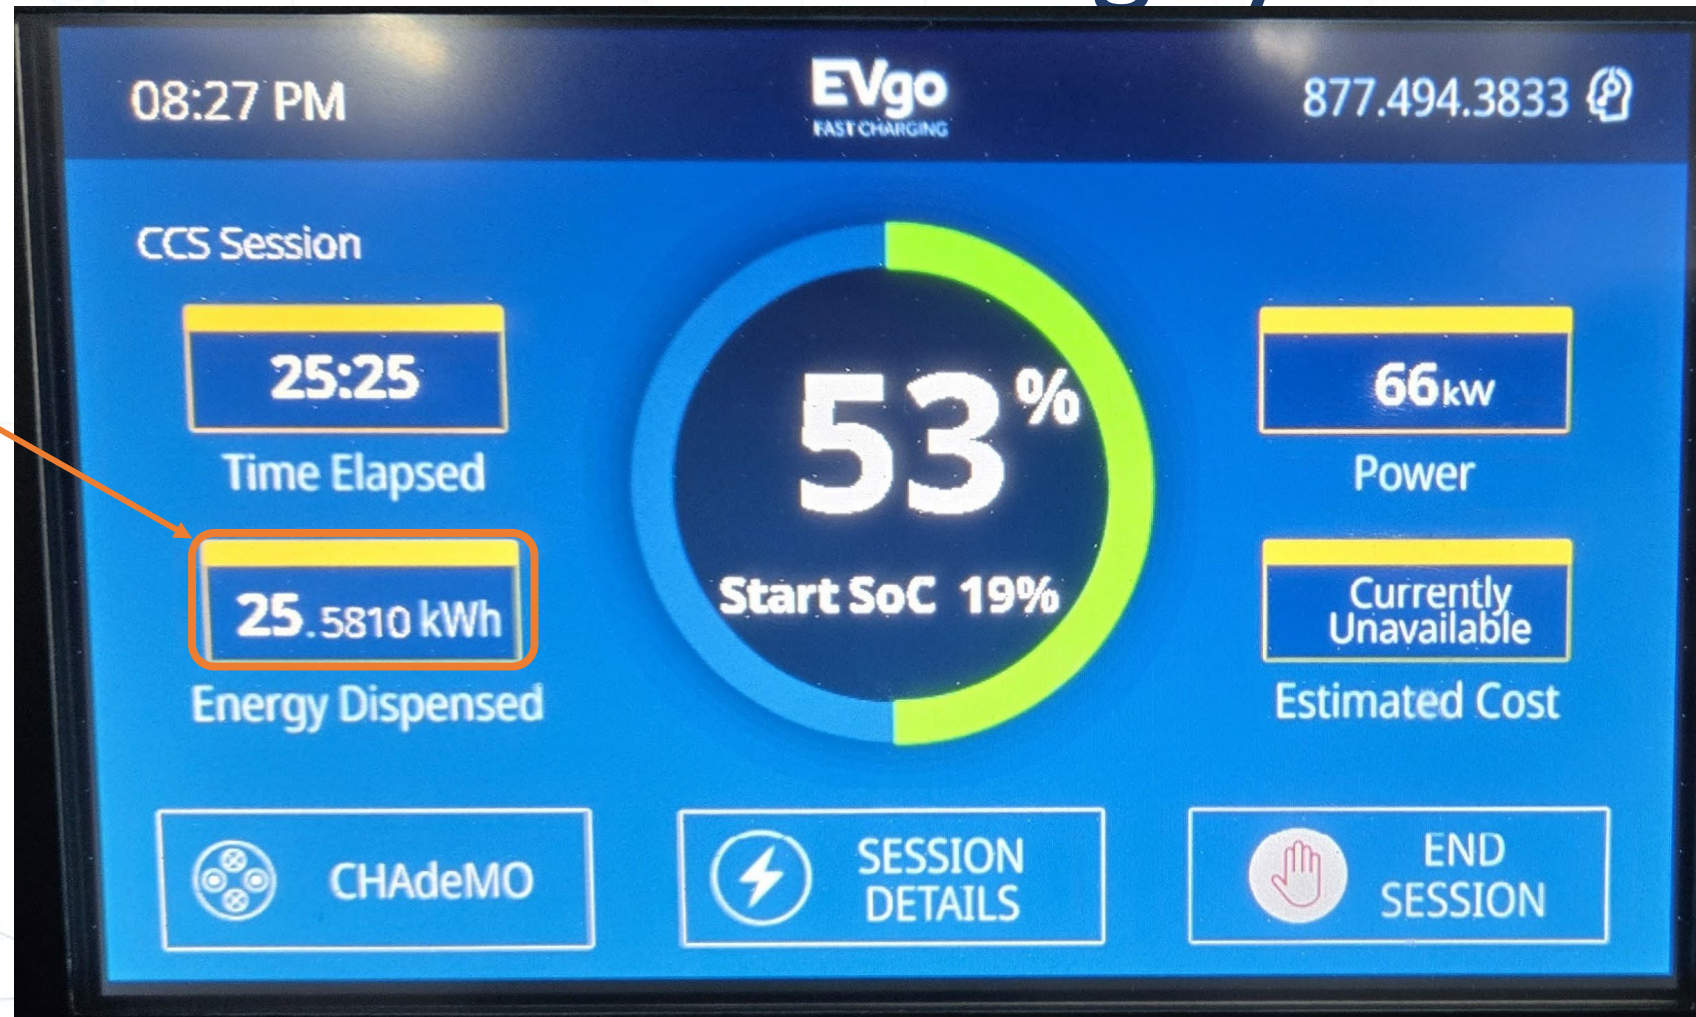 08:27 PM
EVgo
FAST CHARGING
877.494.3833
CCS Session
25:25
Time Elapsed
25.5810 kWh
Energy Dispensed
53%
Start SoC 19%
66kW
Power
Currently
Unavailable
Estimated Cost
CHAdeMO
SESSION
DETAILS
END
SESSION